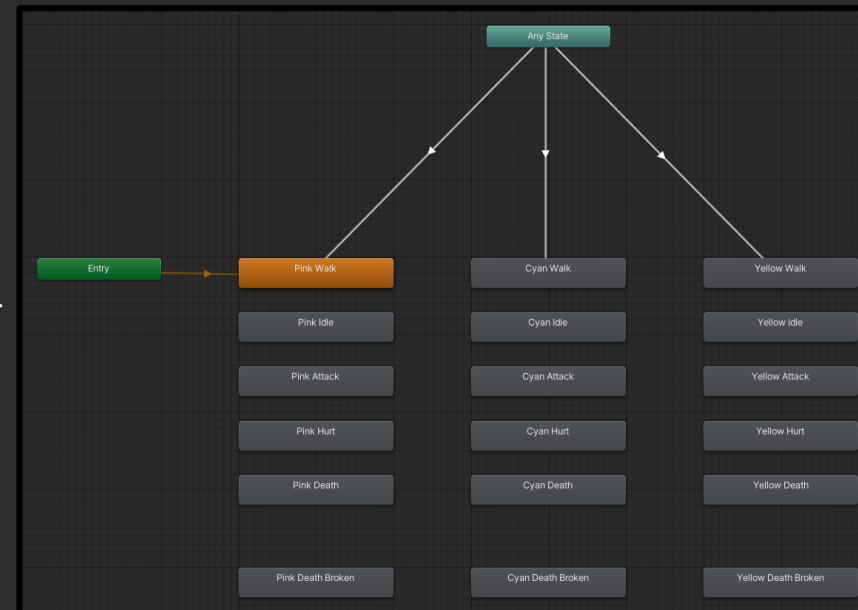 Any State
Entry
Pink Walk
Cyan Walk
Yellow Walk
Pink Idle
Cyan Idle
Yellow Idle
Pink Attack
Cyan Attack
Yellow Attack
Pink Hurt
Cyan Hurt
Yellow Hurt
Pink Death
Cyan Death
Yellow Death
Pink Death Broken
Cyan Death Broken
Yellow Death Broken